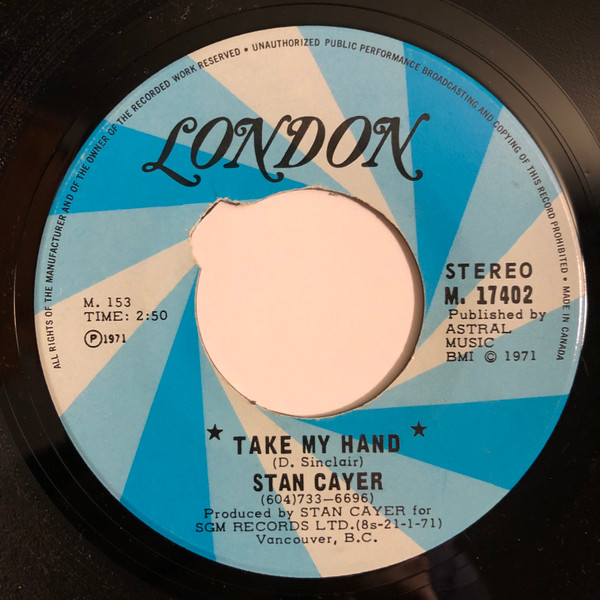 ALL RIGHTS OF THE MANUFACTURER AND OF THE OWNER OF THE RECORDED WORK RESERVED • UNAUTHORIZED PUBLIC PERFORMANCE BROADCASTING AND COPYING OF THIS RECORD PROHIBITED • MADE IN CANADA
LONDON
M. 153
TIME: 2:50
Ⓟ1971
STEREO
M. 17402
Published by
ASTRAL
MUSIC
BMI © 1971
★ TAKE MY HAND ★
(D. Sinclair)
STAN CAYER
(604)733-6696)
Produced by STAN CAYER for
SGM RECORDS LTD.(8s-21-1-71)
Vancouver, B.C.